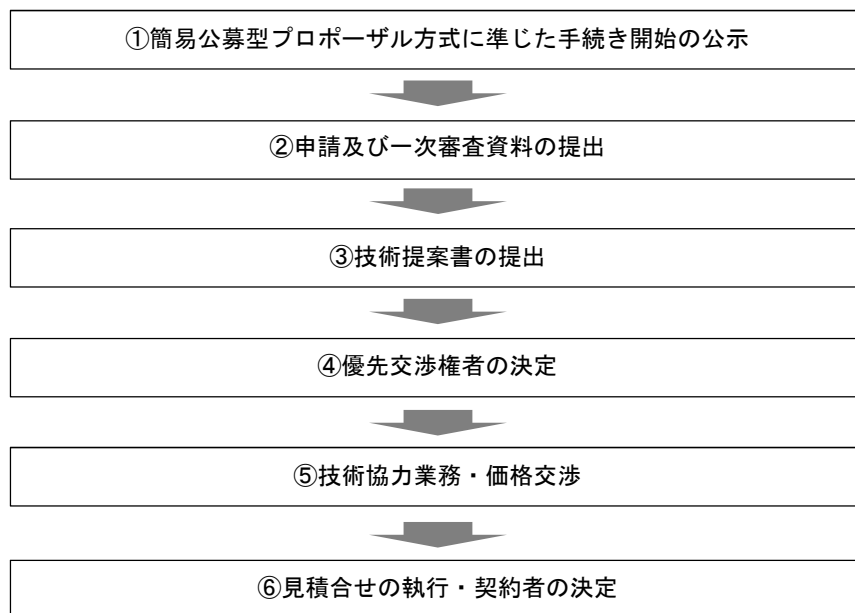 ①簡易公募型プロポーザル方式に準じた手続き開始の公示
②申請及び一次審査資料の提出
③技術提案書の提出
④優先交渉権者の決定
⑤技術協力業務・価格交渉
⑥見積合せの執行・契約者の決定